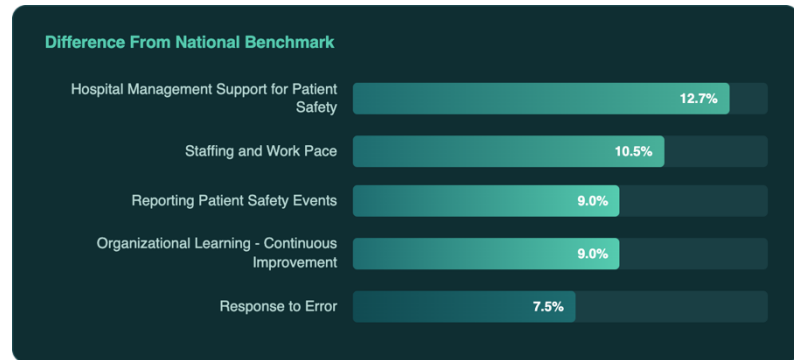 Difference From National Benchmark
Hospital Management Support for Patient
Safety
12.7%
Staffing and Work Pace
10.5%
Reporting Patient Safety Events
9.0%
Organizational Learning - Continuous
Improvement
9.0%
Response to Error
7.5%